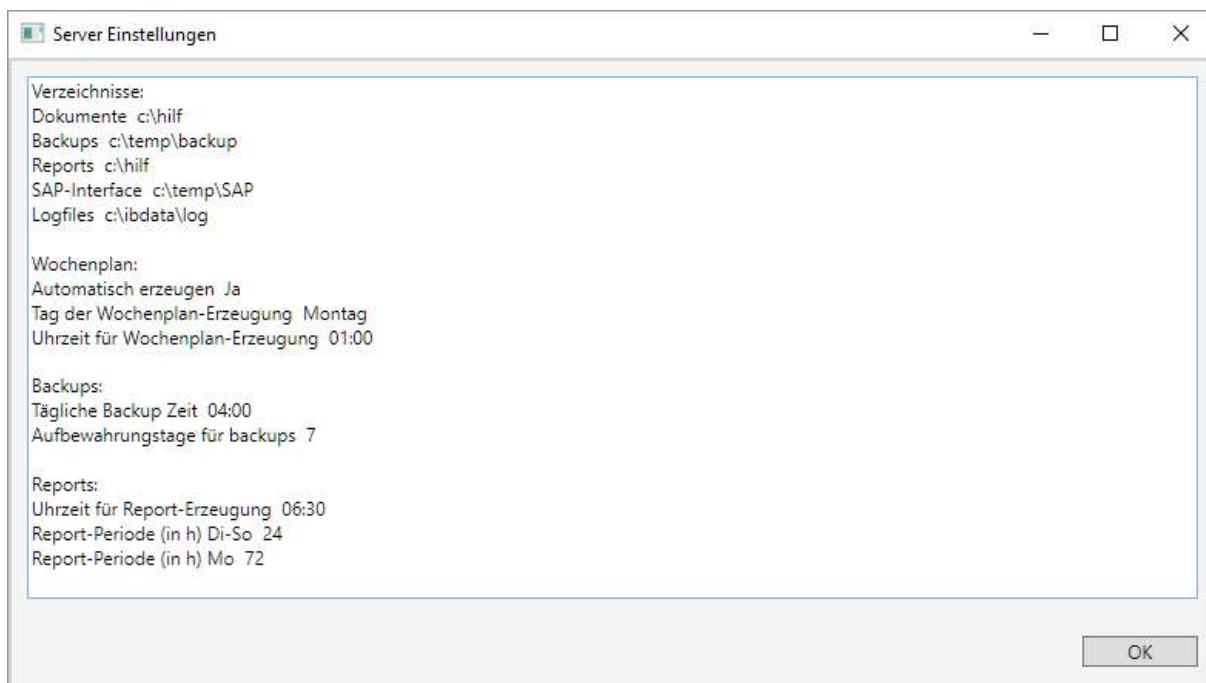 Server Einstellungen
Verzeichnisse:
Dokumente  c:\hilf
Backups  c:\temp\backup
Reports  c:\hilf
SAP-Interface  c:\temp\SAP
Logfiles  c:\ibdata\log
Wochenplan:
Automatisch erzeugen  Ja
Tag der Wochenplan-Erzeugung  Montag
Uhrzeit für Wochenplan-Erzeugung  01:00
Backups:
Tägliche Backup Zeit  04:00
Aufbewahrungstage für backups  7
Reports:
Uhrzeit für Report-Erzeugung  06:30
Report-Periode (in h) Di-So  24
Report-Periode (in h) Mo  72
OK